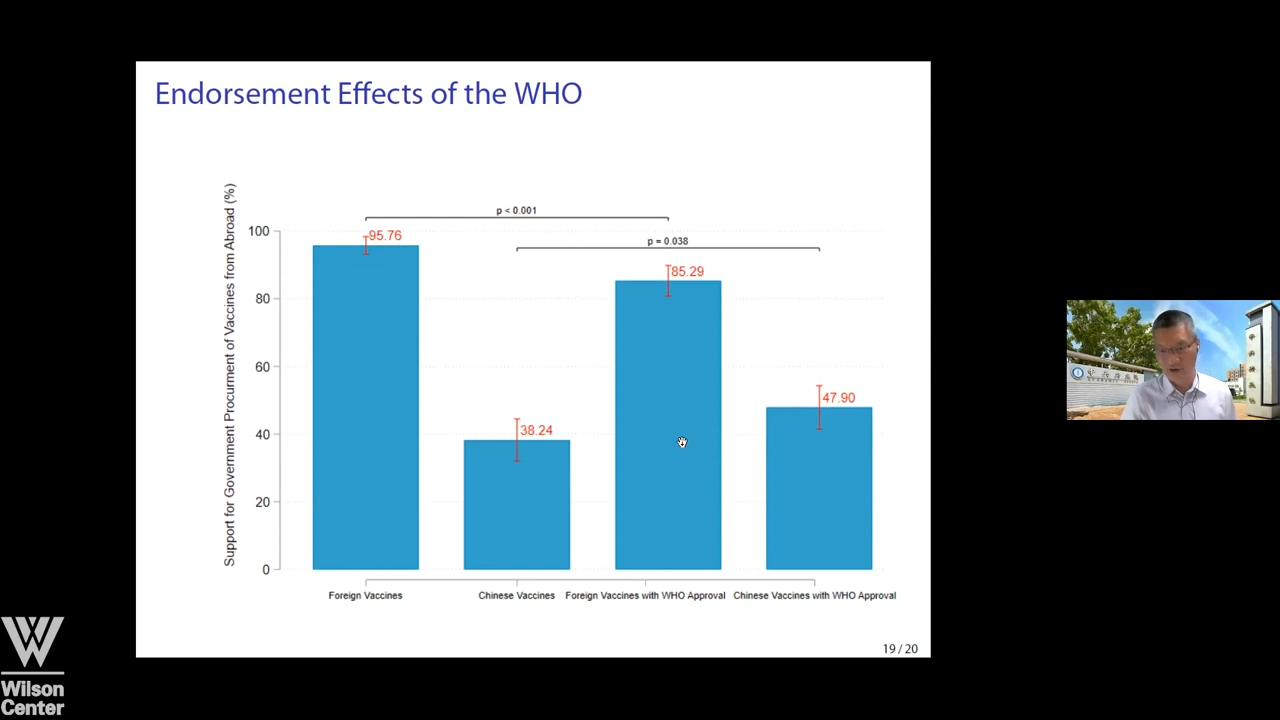 Endorsement Effects of the WHO
Support for Government Procurment of Vaccines from Abroad (%)
p < 0.001
p = 0.038
100
80
60
40
20
0
95.76
38.24
85.29
47.90
Foreign Vaccines
Chinese Vaccines
Foreign Vaccines with WHO Approval
Chinese Vaccines with WHO Approval
19 / 20
Wilson
Center